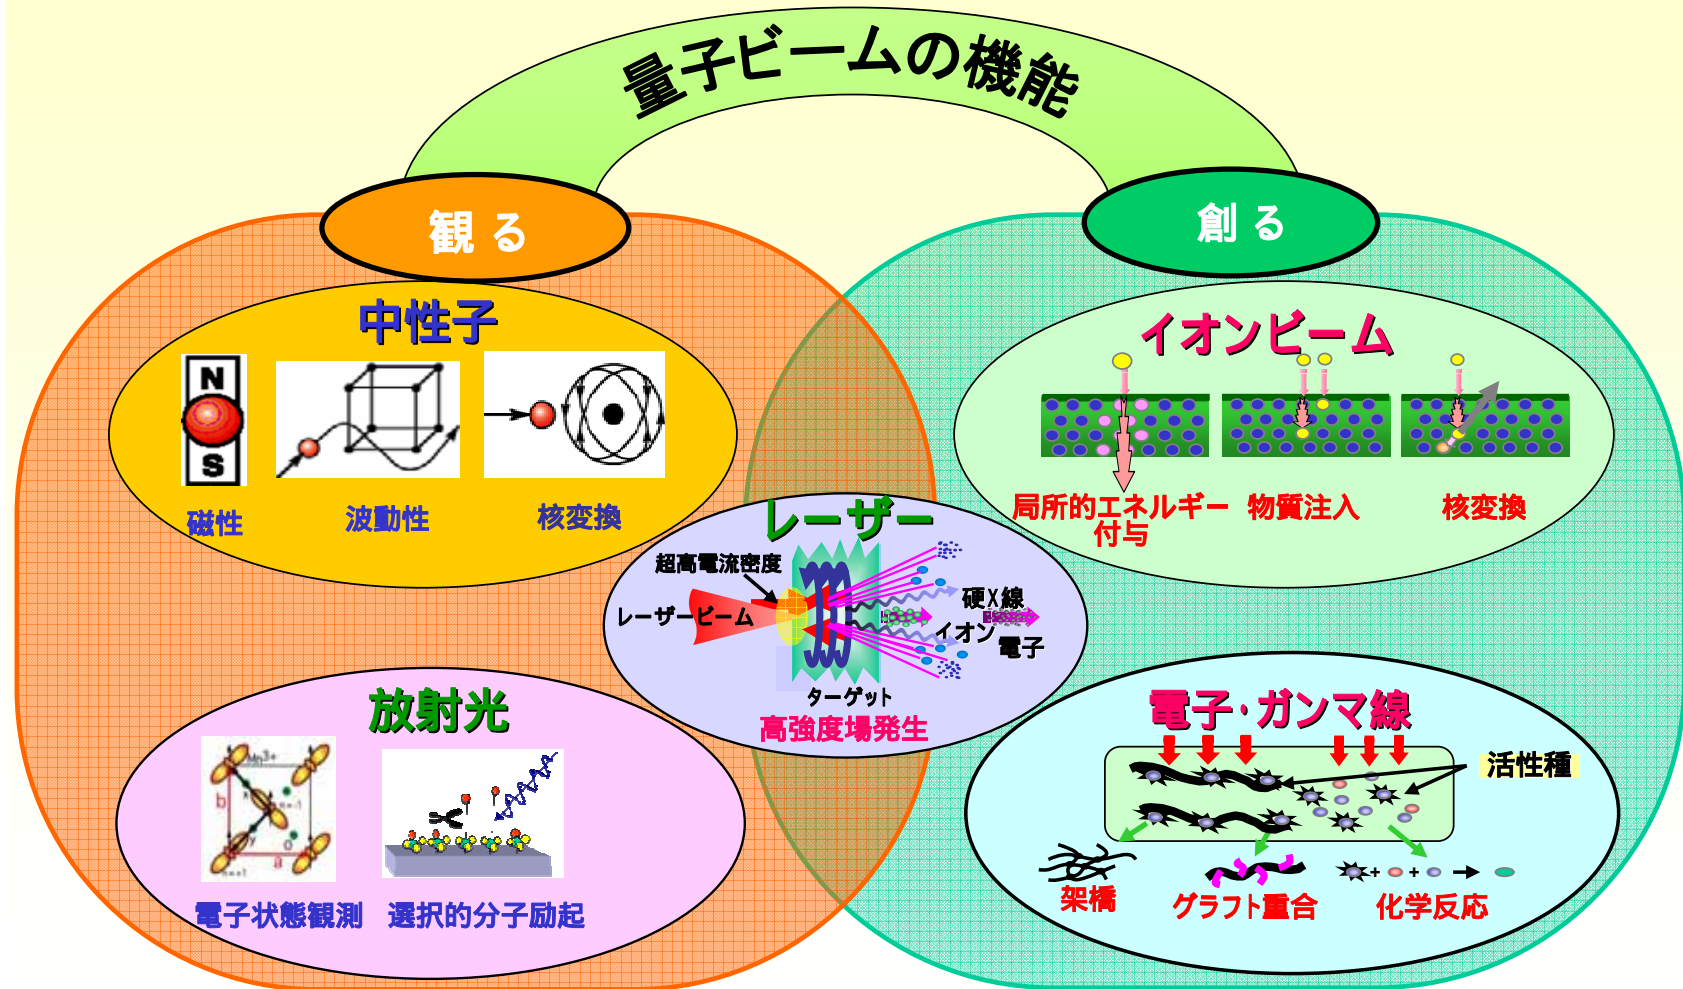 量子ビームの機能
観る
創る
中性子
N
S
磁性
波動性
核変換
イオンビーム
局所的エネルギー
付与
物質注入
核変換
レーザー
超高電流密度
レーザービーム
硬X線
イオン
電子
ターゲット
高強度場発生
放射光
Mn3+
b
a
電子状態観測
選択的分子励起
電子・ガンマ線
活性種
架橋
グラフト重合
+
+
化学反応